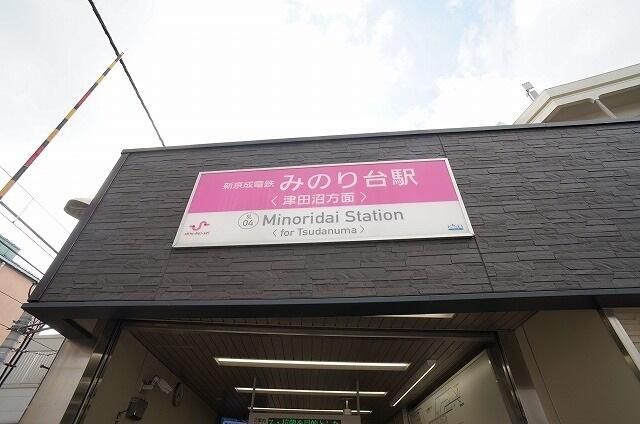 新京成電鉄 みのり台駅
〈津田沼方面〉
SL 04 Minoridai Station
〈for Tsudanuma〉